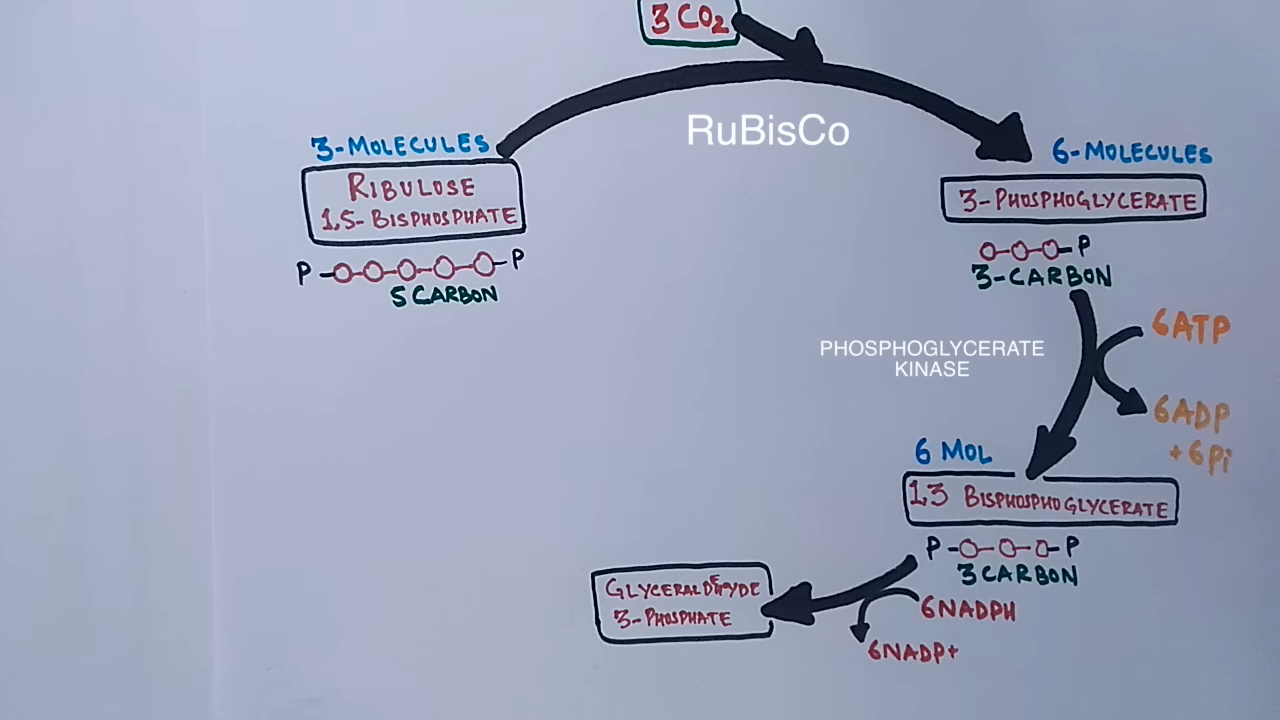 3 CO2
RuBisCo
3-MOLECULES
RIBULOSE
1,5-BISPHOSPHATE
P P
5 CARBON
6-MOLECULES
3-PHOSPHOGLYCERATE
P
3-CARBON
PHOSPHOGLYCERATE
KINASE
6ATP
6ADP
+6Pi
6 MOL
1,3 BISPHOSPHOGLYCERATE
P P
3 CARBON
6NADPH
6NADP+
GLYCERALDEHYDE
3-PHOSPHATE